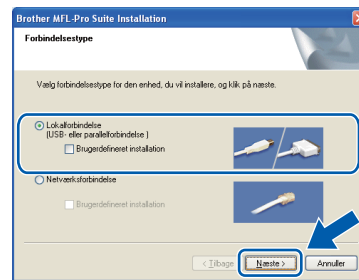 Brother MFL-Pro Suite Installation
Forbindelsestype
Vælg forbindelsestype for den enhed, du vil installere, og klik på næste.
Lokalforbindelse
(USB- eller parallelforbindelse )
Brugerdefineret installation
Netværksforbindelse
Brugerdefineret installation
< Tilbage
Næste >
Annuller